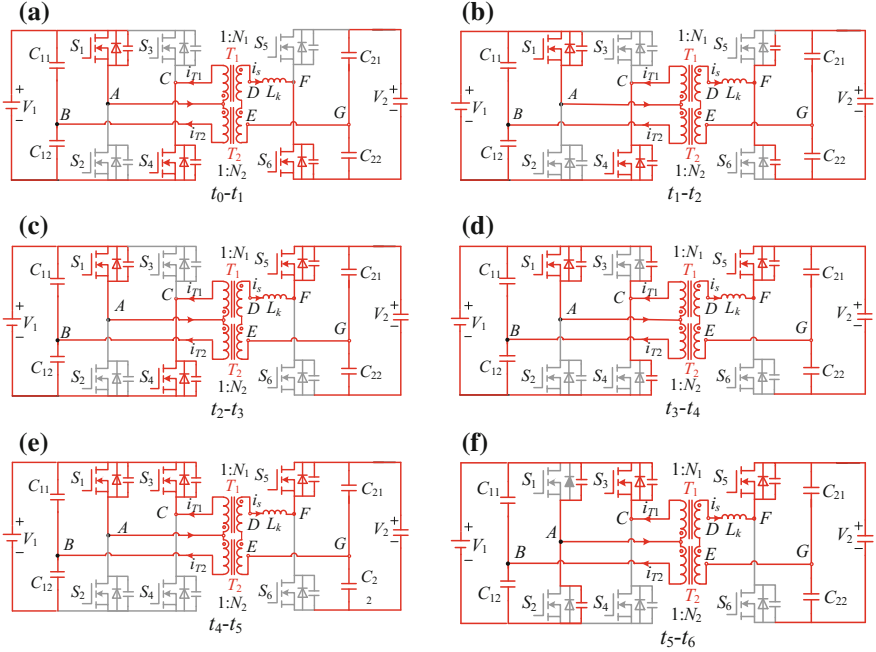 (a)
1:N1
S1
S3
S5
C11
T1
C21
C
iT1
is
F
+
V1
−
A
D
Lk
B
E
G
V2
+
−
C12
iT2
C22
S2
S4
T2
S6
1:N2
t0-t1
(b)
1:N1
S1
S3
S5
C11
T1
C21
C
iT1
is
F
+
V1
−
A
D
Lk
B
E
G
V2
+
−
C12
iT2
C22
S2
S4
T2
S6
1:N2
t1-t2
(c)
1:N1
S1
S3
S5
C11
T1
C21
C
iT1
is
F
+
V1
−
A
D
Lk
B
E
G
V2
+
−
C12
iT2
C22
S2
S4
T2
S6
1:N2
t2-t3
(d)
1:N1
S1
S3
S5
C11
T1
C21
C
iT1
is
F
+
V1
−
A
D
Lk
B
E
G
V2
+
−
C12
iT2
C22
S2
S4
T2
S6
1:N2
t3-t4
(e)
1:N1
S1
S3
S5
C11
T1
C21
C
iT1
is
F
+
V1
−
A
D
Lk
B
E
G
V2
+
−
C12
iT2
C2
2
S2
S4
T2
S6
1:N2
t4-t5
(f)
1:N1
S1
S3
S5
C11
T1
C21
C
iT1
is
F
+
V1
−
A
D
Lk
B
E
G
V2
+
−
C12
iT2
C22
S2
S4
T2
S6
1:N2
t5-t6